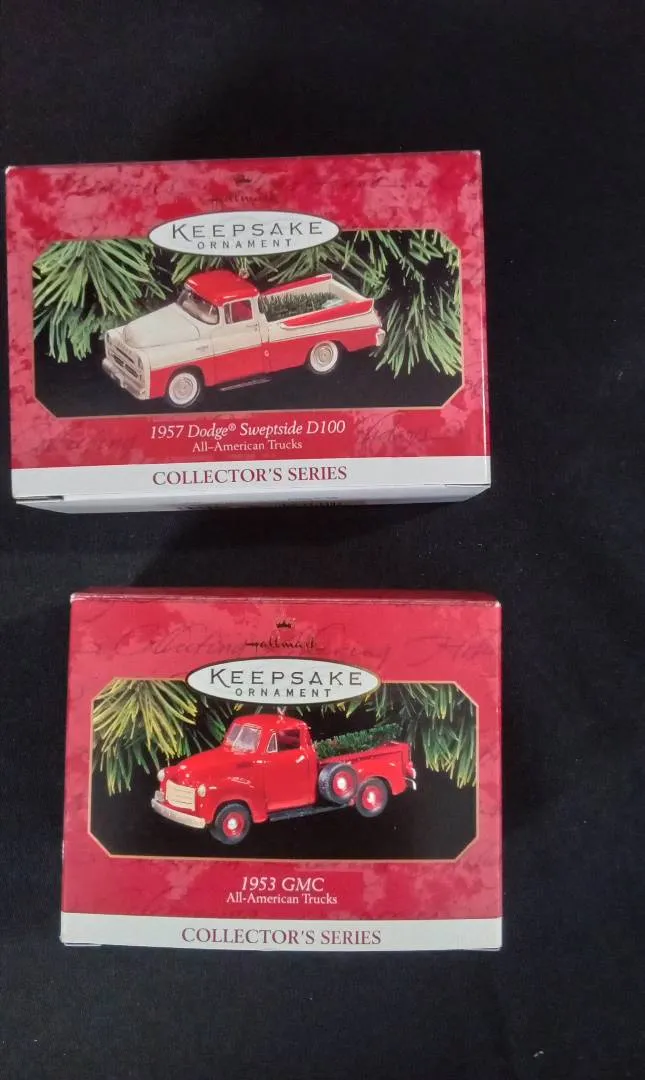 Hallmark
KEEPSAKE
ORNAMENT
1957 Dodge® Sweptside D100
All-American Trucks
COLLECTOR'S SERIES
Hallmark
KEEPSAKE
ORNAMENT
1953 GMC
All-American Trucks
COLLECTOR'S SERIES